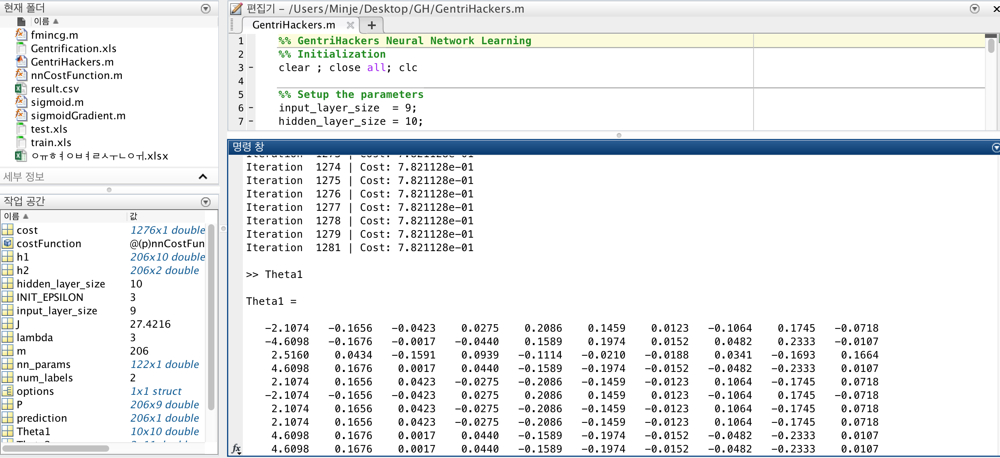 현재 폴더
이름
fmincg.m
Gentrification.xls
GentriHackers.m
nnCostFunction.m
result.csv
sigmoid.m
sigmoidGradient.m
test.xls
train.xls
ㅇㅠㅎㅕㅇㅂㅕㄹㅅㅜㄴㅇㅟ.xlsx
세부 정보
작업 공간
이름 값
cost 1276x1 double
costFunction @(p)nnCostFun
h1 206x10 double
h2 206x2 double
hidden_layer_size 10
INIT_EPSILON 3
input_layer_size 9
J 27.4216
lambda 3
m 206
nn_params 122x1 double
num_labels 2
options 1x1 struct
P 206x9 double
prediction 206x1 double
Theta1 10x10 double
편집기 – /Users/Minje/Desktop/GH/GentriHackers.m
GentriHackers.m
1 %% GentriHackers Neural Network Learning
2 %% Initialization
3 – clear ; close all; clc
4
5 %% Setup the parameters
6 – input_layer_size  = 9;
7 – hidden_layer_size = 10;
명령 창
Iteration  1273 | Cost: 7.821128e-01
Iteration  1274 | Cost: 7.821128e-01
Iteration  1275 | Cost: 7.821128e-01
Iteration  1276 | Cost: 7.821128e-01
Iteration  1277 | Cost: 7.821128e-01
Iteration  1278 | Cost: 7.821128e-01
Iteration  1279 | Cost: 7.821128e-01
Iteration  1281 | Cost: 7.821128e-01
>> Theta1
Theta1 =
-2.1074 -0.1656 -0.0423 0.0275 0.2086 0.1459 0.0123 -0.1064 0.1745 -0.0718
-4.6098 -0.1676 -0.0017 -0.0440 0.1589 0.1974 0.0152 0.0482 0.2333 -0.0107
2.5160 0.0434 -0.1591 0.0939 -0.1114 -0.0210 -0.0188 0.0341 -0.1693 0.1664
4.6098 0.1676 0.0017 0.0440 -0.1589 -0.1974 -0.0152 -0.0482 -0.2333 0.0107
2.1074 0.1656 0.0423 -0.0275 -0.2086 -0.1459 -0.0123 0.1064 -0.1745 0.0718
-2.1074 -0.1656 -0.0423 0.0275 0.2086 0.1459 0.0123 -0.1064 0.1745 -0.0718
2.1074 0.1656 0.0423 -0.0275 -0.2086 -0.1459 -0.0123 0.1064 -0.1745 0.0718
2.1074 0.1656 0.0423 -0.0275 -0.2086 -0.1459 -0.0123 0.1064 -0.1745 0.0718
4.6098 0.1676 0.0017 0.0440 -0.1589 -0.1974 -0.0152 -0.0482 -0.2333 0.0107
4.6098 0.1676 0.0017 0.0440 -0.1589 -0.1974 -0.0152 -0.0482 -0.2333 0.0107
fx